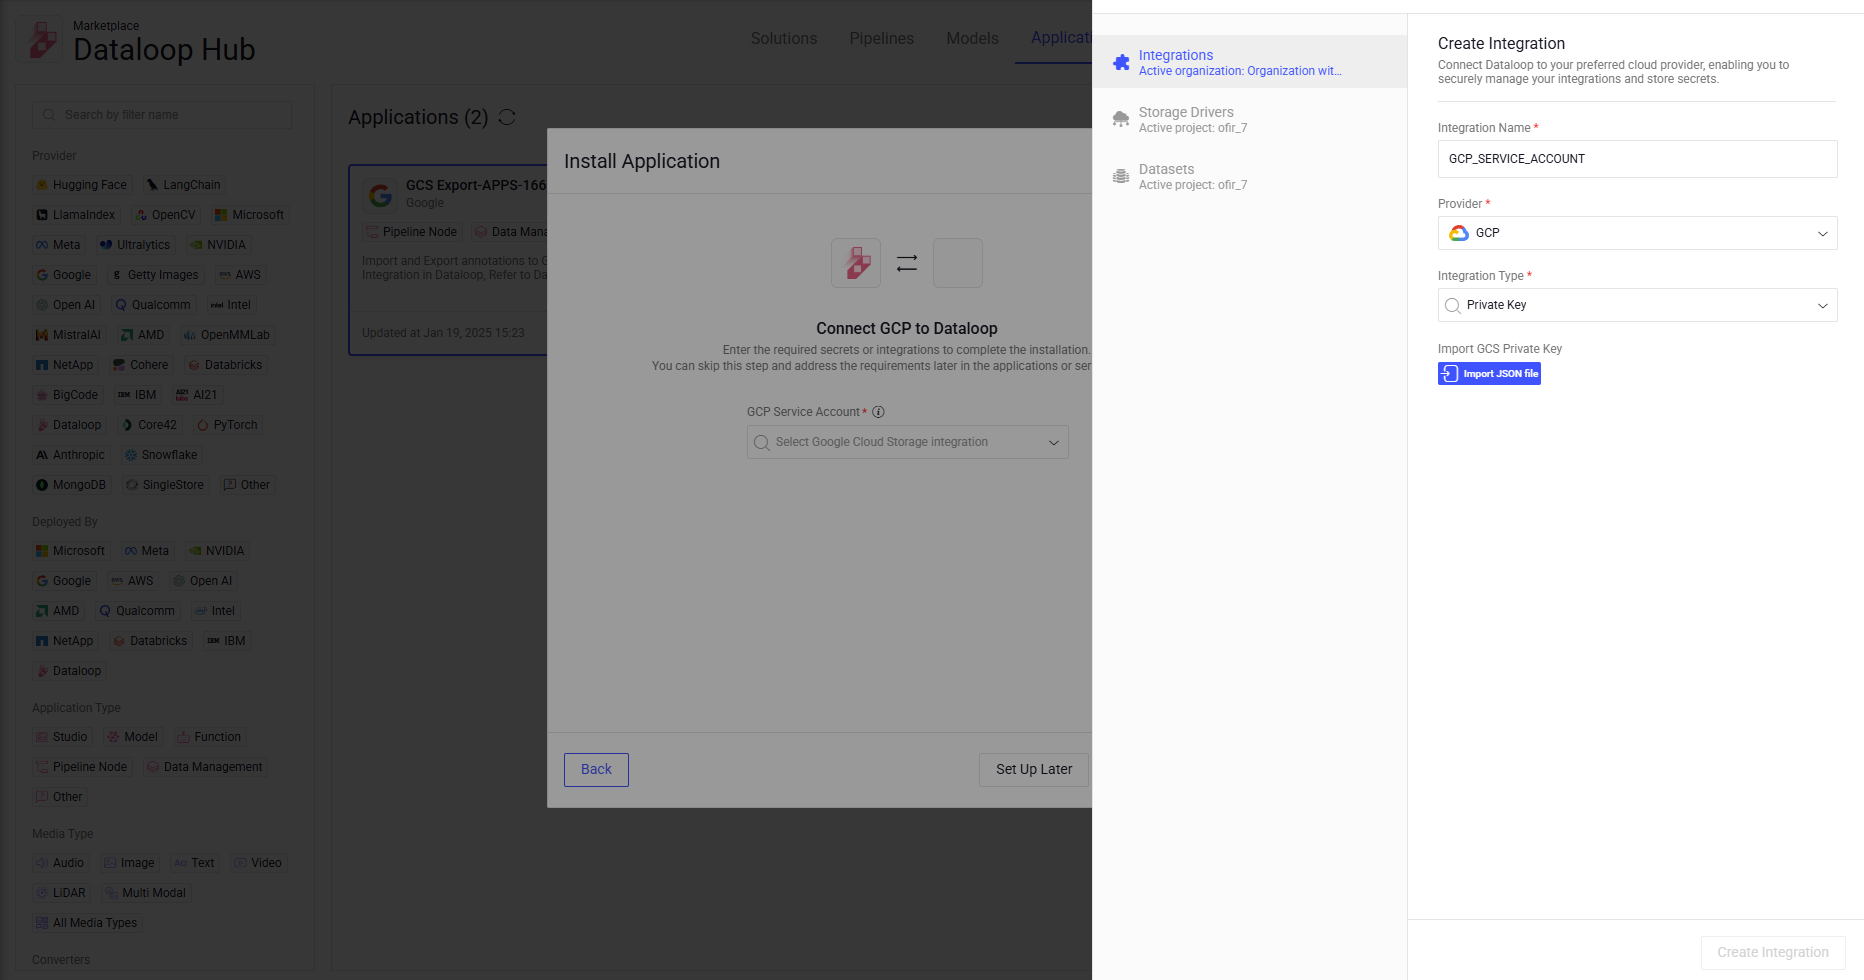 Marketplace
Dataloop Hub
Solutions
Pipelines
Models
Applicati
Search by filter name
Provider
Hugging Face
LangChain
LlamaIndex
OpenCV
Microsoft
Meta
Ultralytics
NVIDIA
Google
Getty Images
AWS
Open AI
Qualcomm
Intel
MistralAI
AMD
OpenMMLab
NetApp
Cohere
Databricks
BigCode
IBM
AI21
Dataloop
Core42
PyTorch
Anthropic
Snowflake
MongoDB
SingleStore
Other
Deployed By
Microsoft
Meta
NVIDIA
Google
AWS
Open AI
AMD
Qualcomm
Intel
NetApp
Databricks
IBM
Dataloop
Application Type
Studio
Model
Function
Pipeline Node
Data Management
Other
Media Type
Audio
Image
Text
Video
LiDAR
Multi Modal
All Media Types
Converters
Applications (2)
GCS Export-APPS-166
Google
Pipeline Node
Data Mana
Import and Export annotations to G
Integration in Dataloop, Refer to Da
Updated at Jan 19, 2025 15:23
Install Application
Connect GCP to Dataloop
Enter the required secrets or integrations to complete the installation.
You can skip this step and address the requirements later in the applications or ser
GCP Service Account *
Select Google Cloud Storage integration
Back
Set Up Later
Integrations
Active organization: Organization wit...
Storage Drivers
Active project: ofir_7
Datasets
Active project: ofir_7
Create Integration
Connect Dataloop to your preferred cloud provider, enabling you to
securely manage your integrations and store secrets.
Integration Name *
GCP_SERVICE_ACCOUNT
Provider *
GCP
Integration Type *
Private Key
Import GCS Private Key
Import JSON file
Create Integration